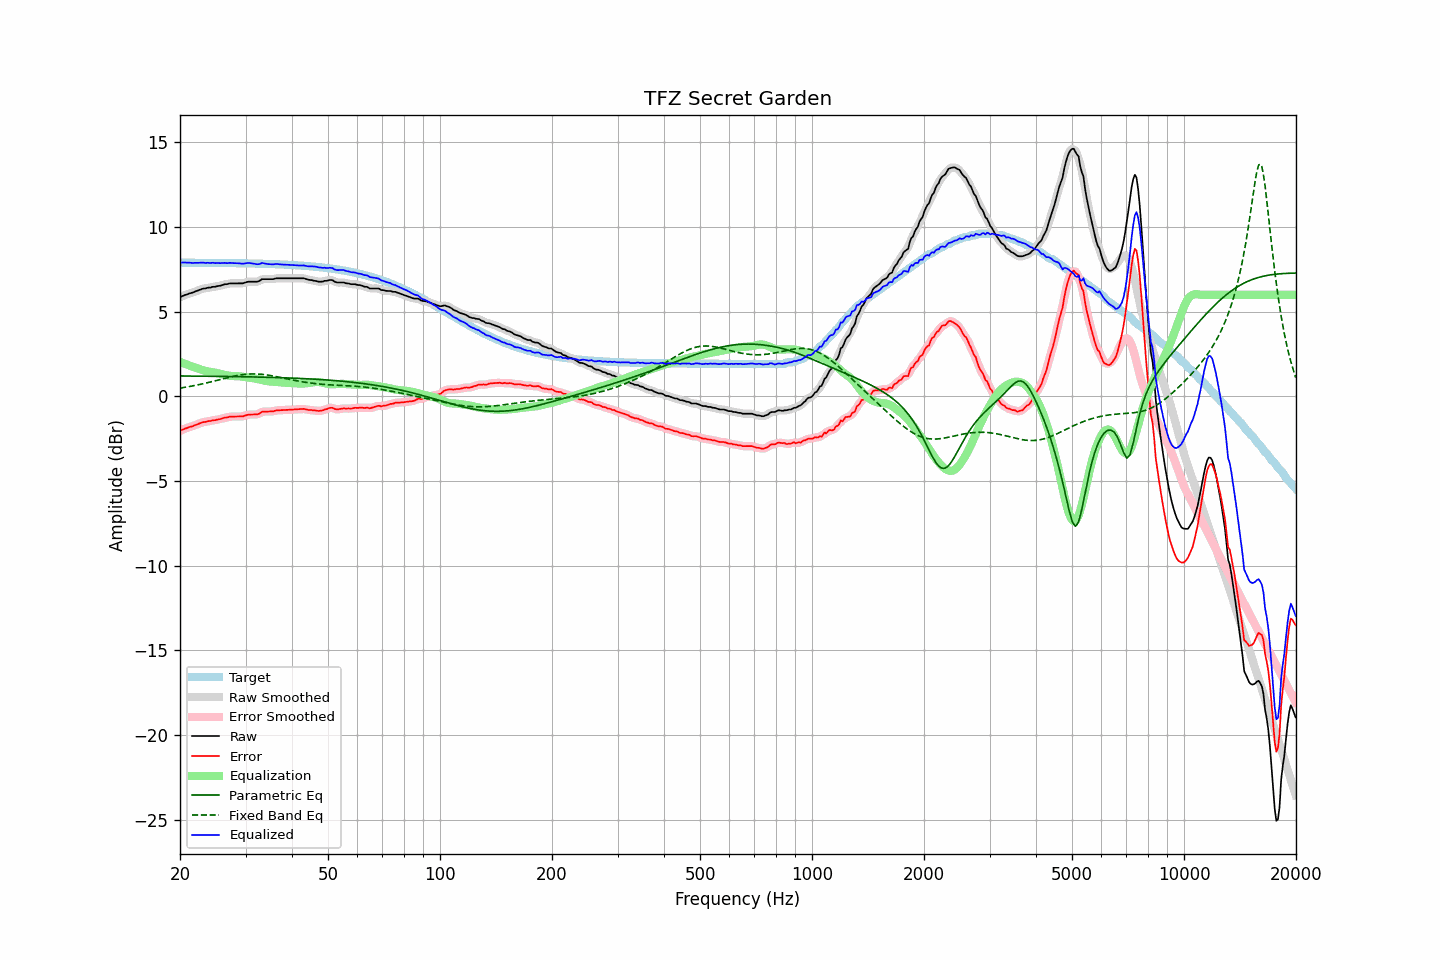 TFZ Secret Garden
Amplitude (dBr)
15
10
5
0
−5
−10
−15
−20
−25
Target
Raw Smoothed
Error Smoothed
Raw
Error
Equalization
Parametric Eq
Fixed Band Eq
Equalized
20 50 100 200 500 1000 2000 5000 10000 20000
Frequency (Hz)